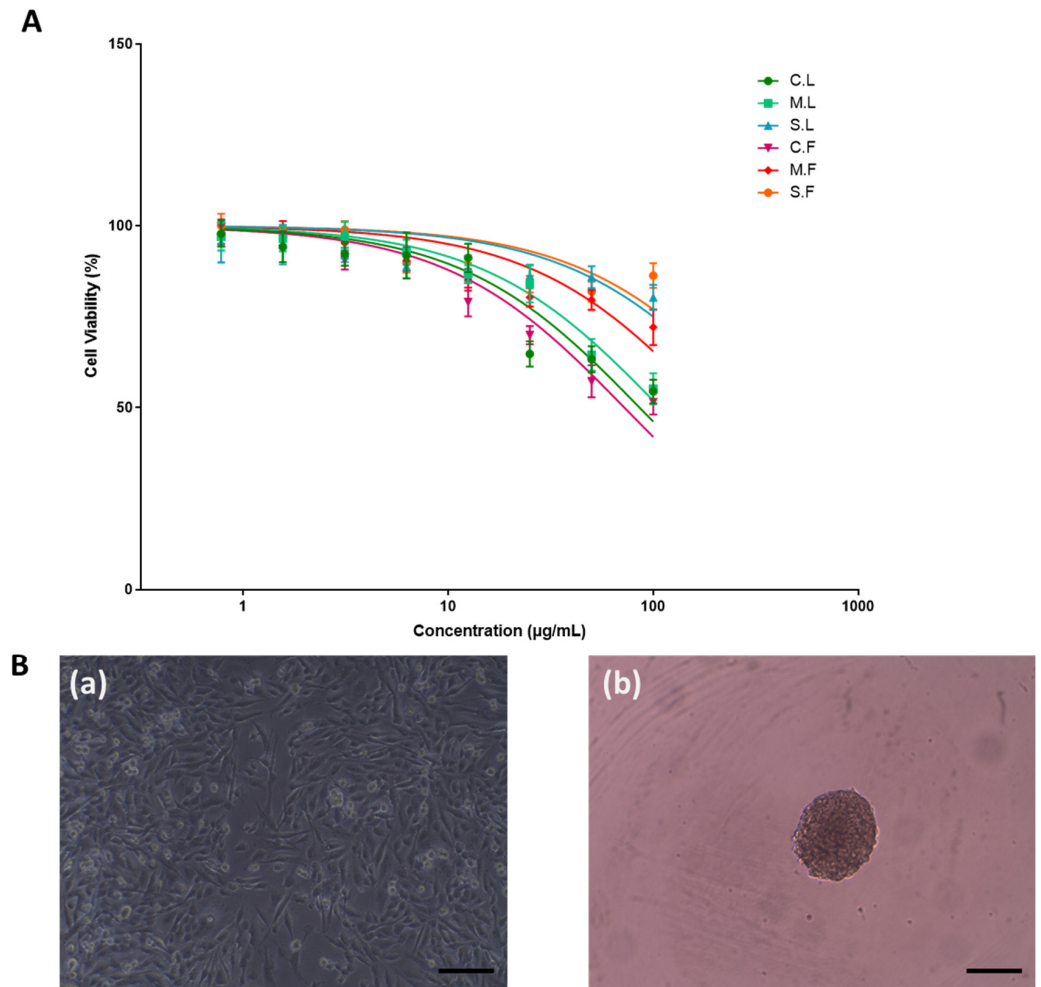 A
150
100
50
0
Cell Viability (%)
1 10 100 1000
Concentration (µg/mL)
C.L
M.L
S.L
C.F
M.F
S.F
B
(a) (b)